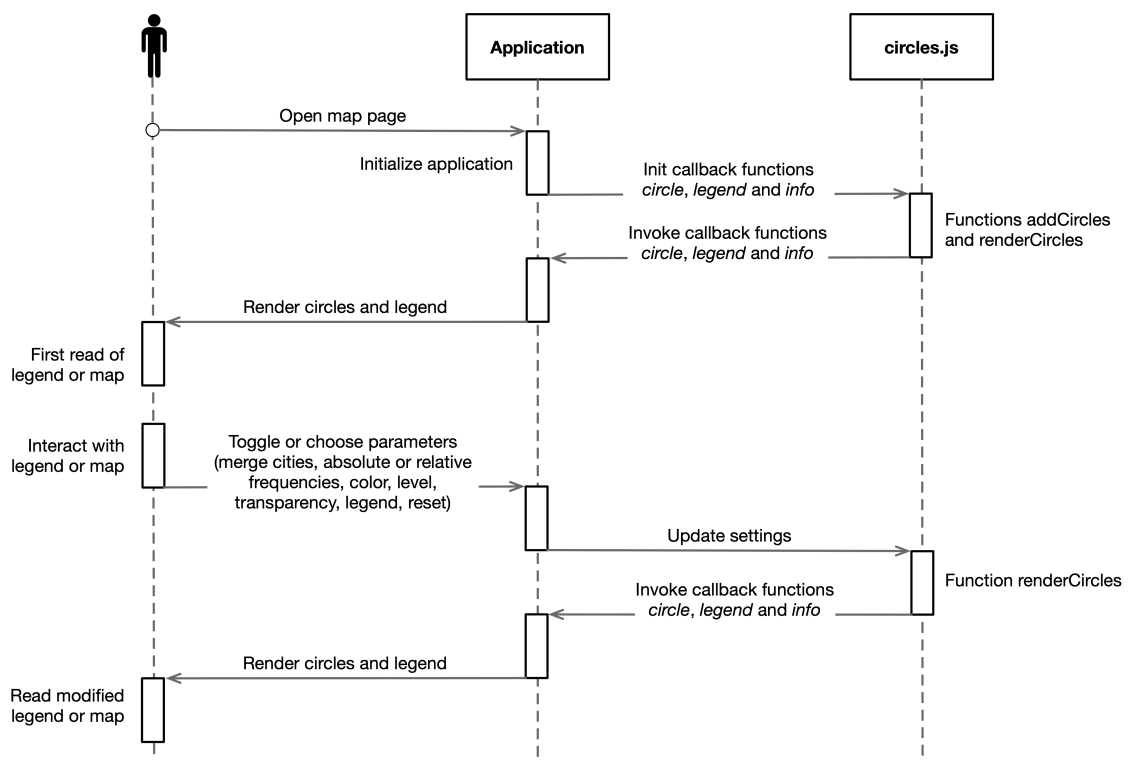 Application
circles.js
Open map page
Initialize application
Init callback functions
circle, legend and info
Functions addCircles
and renderCircles
Invoke callback functions
circle, legend and info
Render circles and legend
First read of
legend or map
Interact with
legend or map
Toggle or choose parameters
(merge cities, absolute or relative
frequencies, color, level,
transparency, legend, reset)
Update settings
Function renderCircles
Invoke callback functions
circle, legend and info
Render circles and legend
Read modified
legend or map